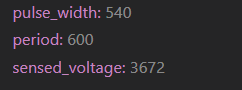 pulse_width: 540
period: 600
sensed_voltage: 3672